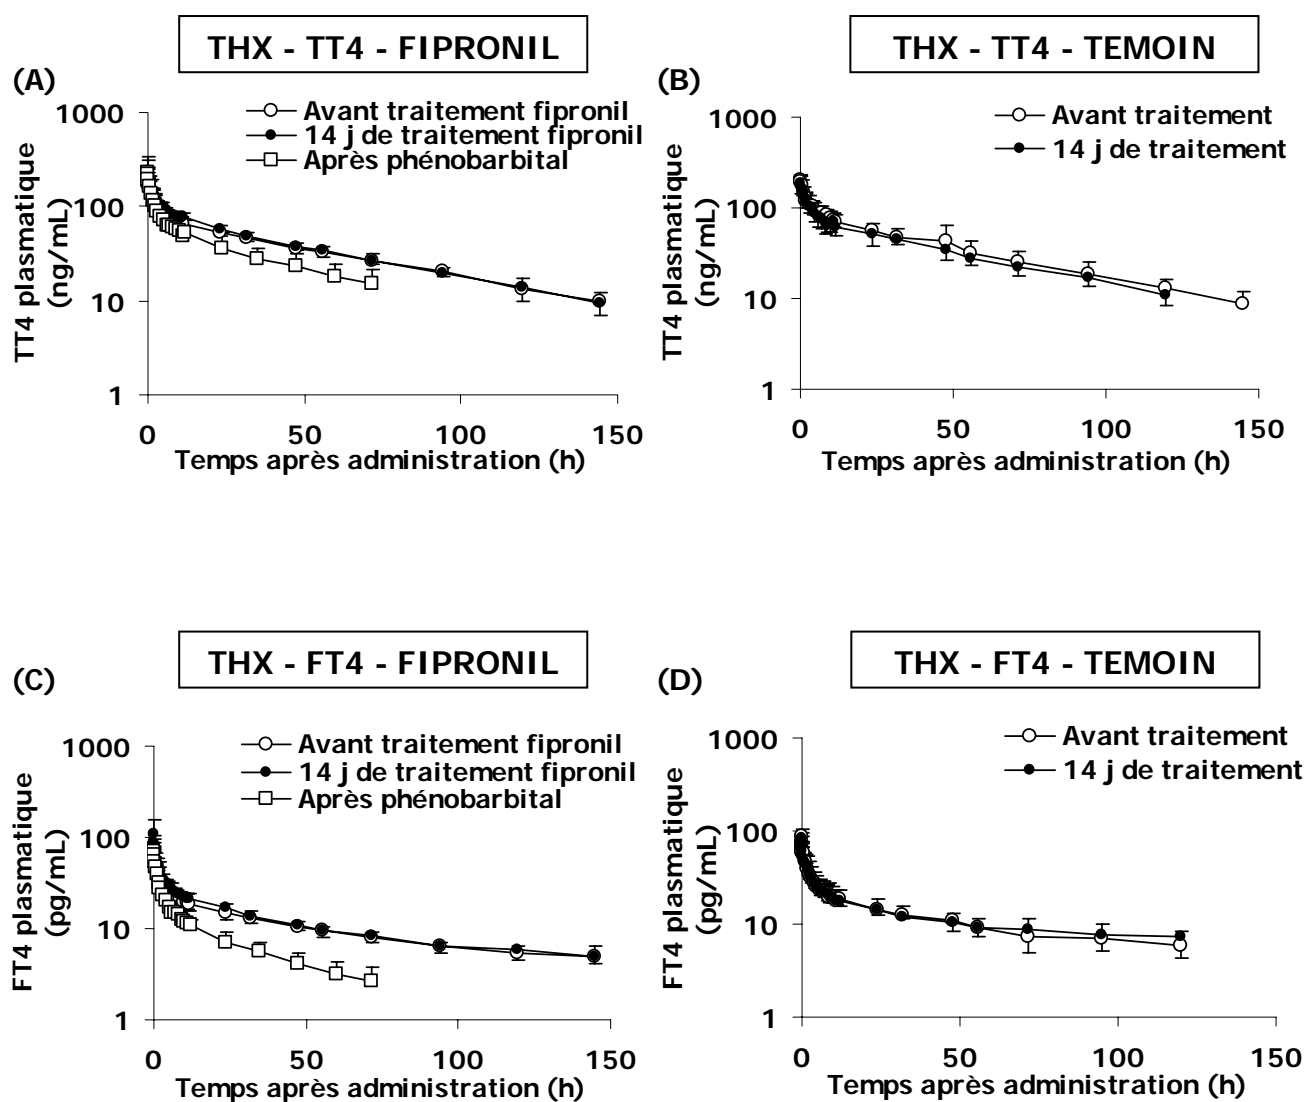 THX - TT4 - FIPRONIL
(A)
Avant traitement fipronil
14 j de traitement fipronil
Après phénobarbital
1000
100
10
1
TT4 plasmatique
(ng/mL)
0
50
100
150
Temps après administration (h)
THX - TT4 - TEMOIN
(B)
Avant traitement
14 j de traitement
1000
100
10
1
TT4 plasmatique
(ng/mL)
0
50
100
150
Temps après administration (h)
THX - FT4 - FIPRONIL
(C)
Avant traitement fipronil
14 j de traitement fipronil
Après phénobarbital
1000
100
10
1
FT4 plasmatique
(pg/mL)
0
50
100
150
Temps après administration (h)
THX - FT4 - TEMOIN
(D)
Avant traitement
14 j de traitement
1000
100
10
1
FT4 plasmatique
(pg/mL)
0
50
100
150
Temps après administration (h)